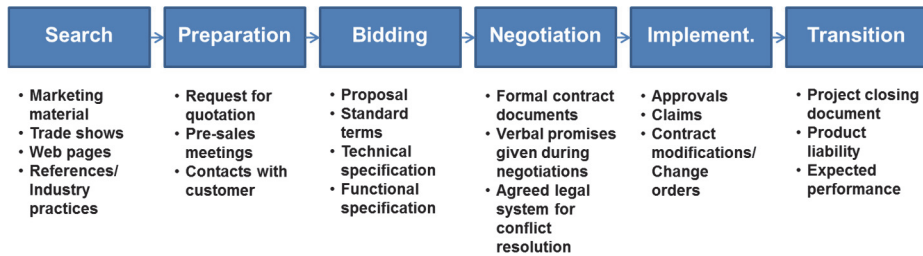 Search
Preparation
Bidding
Negotiation
Implement.
Transition
• Marketing
material
• Trade shows
• Web pages
• References/
Industry
practices
• Request for
quotation
• Pre-sales
meetings
• Contacts with
customer
• Proposal
• Standard
terms
• Technical
specification
• Functional
specification
• Formal contract
documents
• Verbal promises
given during
negotiations
• Agreed legal
system for
conflict
resolution
• Approvals
• Claims
• Contract
modifications/
Change
orders
• Project closing
document
• Product
liability
• Expected
performance